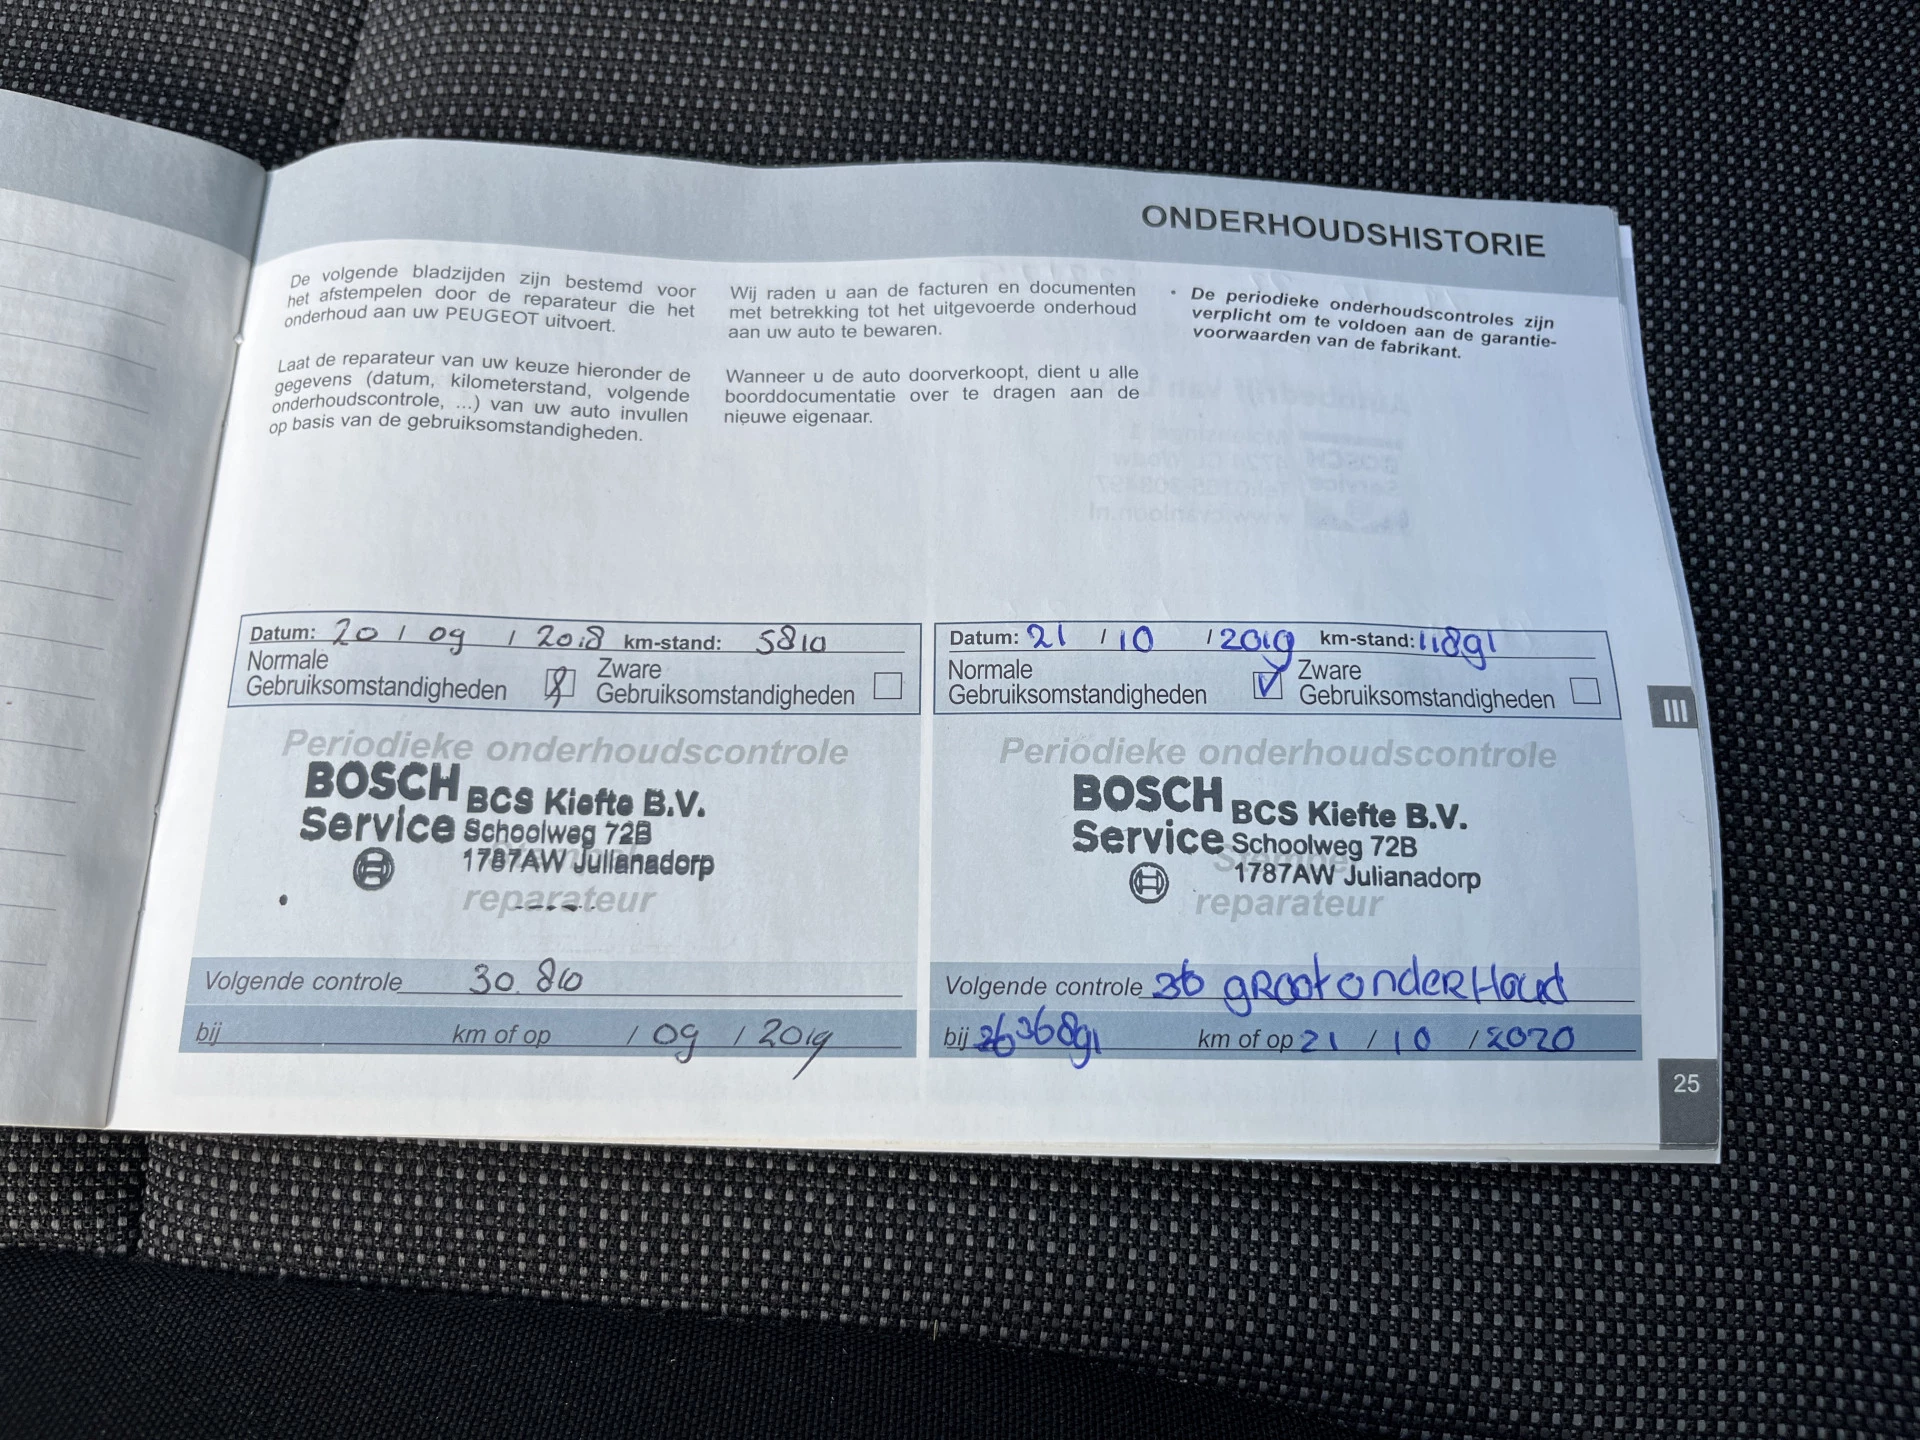 ONDERHOUDSHISTORIE
De volgende bladzijden zijn bestemd voor
het afstempelen door de reparateur die het
onderhoud aan uw PEUGEOT uitvoert.
Laat de reparateur van uw keuze hieronder de
gegevens (datum, kilometerstand, volgende
onderhoudscontrole, ...) van uw auto invullen
op basis van de gebruiksomstandigheden.
Wij raden u aan de facturen en documenten
met betrekking tot het uitgevoerde onderhoud
aan uw auto te bewaren.
Wanneer u de auto doorverkoopt, dient u alle
boorddocumentatie over te dragen aan de
nieuwe eigenaar.
• De periodieke onderhoudscontroles zijn
verplicht om te voldoen aan de garantie-
voorwaarden van de fabrikant.
Datum: 20 / 09 / 2018 km-stand: 5810
Normale
Gebruiksomstandigheden
Zware
Gebruiksomstandigheden
Periodieke onderhoudscontrole
BOSCH BCS Kiefte B.V.
Service Schoolweg 72B
1787AW Julianadorp
reparateur
Volgende controle 30.810
bij km of op / 09 / 2019
Datum: 21 / 10 / 2019 km-stand: 11891
Normale
Gebruiksomstandigheden
Zware
Gebruiksomstandigheden
Periodieke onderhoudscontrole
BOSCH BCS Kiefte B.V.
Service Schoolweg 72B
Stempel
1787AW Julianadorp
reparateur
Volgende controle grootonderHoud
bij 36891 km of op 21 / 10 / 2020
III
25